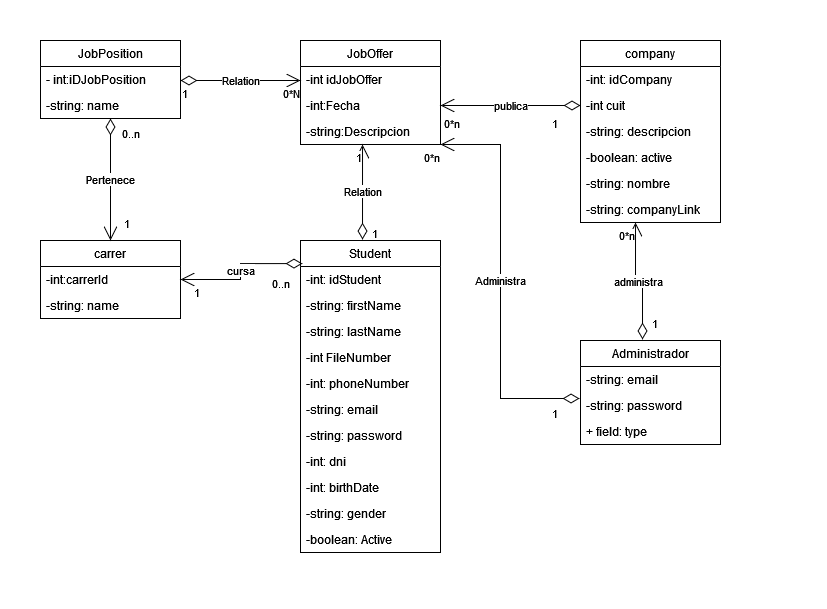 JobPosition
- int:iDJobPosition
-string: name
1
Relation
0*N
JobOffer
-int idJobOffer
-int:Fecha
-string:Descripcion
0*n
publica
1
company
-int: idCompany
-int cuit
-string: descripcion
-boolean: active
-string: nombre
-string: companyLink
0..n
Pertenece
1
1
Relation
1
0*n
Administra
1
0*n
administra
1
carrer
-int:carrerId
-string: name
cursa
1
0..n
Student
-int: idStudent
-string: firstName
-string: lastName
-int FileNumber
-int: phoneNumber
-string: email
-string: password
-int: dni
-int: birthDate
-string: gender
-boolean: Active
Administrador
-string: email
-string: password
+ field: type